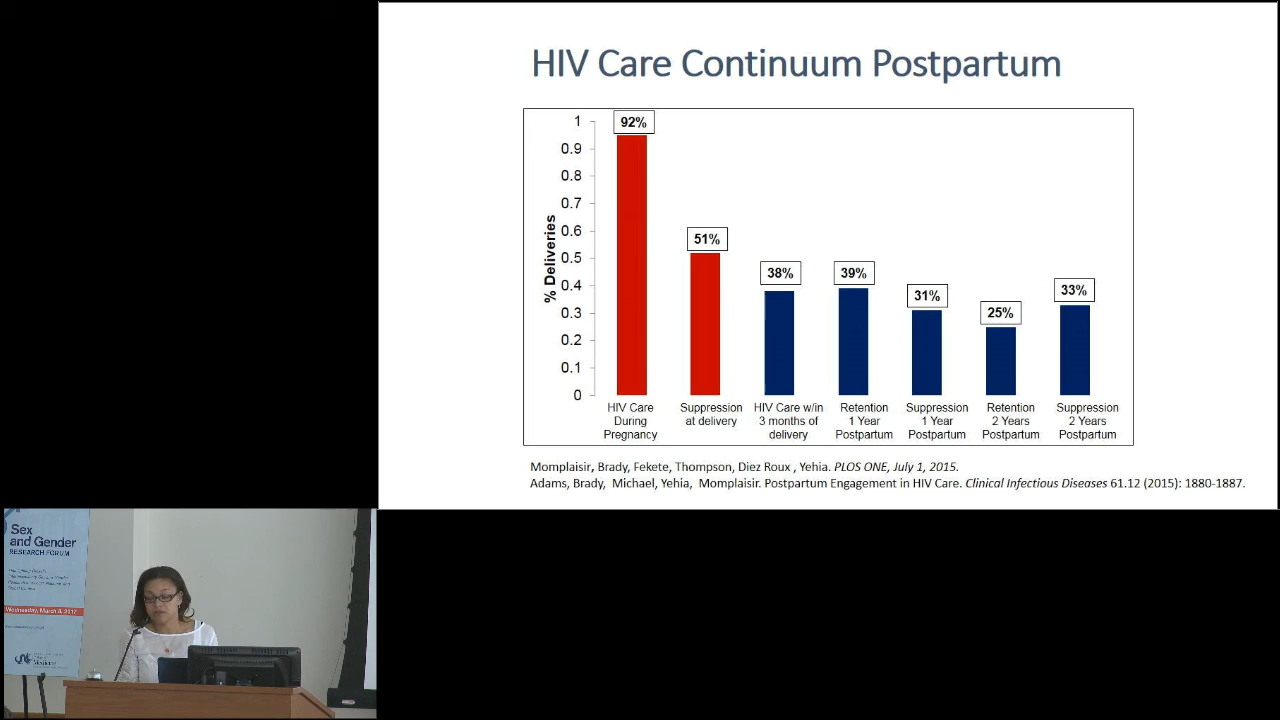 HIV Care Continuum Postpartum
% Deliveries
1
0.9
0.8
0.7
0.6
0.5
0.4
0.3
0.2
0.1
0
92%
51%
38%
39%
31%
25%
33%
HIV Care
During
Pregnancy
Suppression
at delivery
HIV Care w/in
3 months of
delivery
Retention
1 Year
Postpartum
Suppression
1 Year
Postpartum
Retention
2 Years
Postpartum
Suppression
2 Years
Postpartum
Momplaisir, Brady, Fekete, Thompson, Diez Roux , Yehia. PLOS ONE, July 1, 2015.
Adams, Brady, Michael, Yehia, Momplaisir. Postpartum Engagement in HIV Care. Clinical Infectious Diseases 61.12 (2015): 1880-1887.
Sex
and Gender
RESEARCH FORUM
Wednesday, March 8, 2017
Medicine